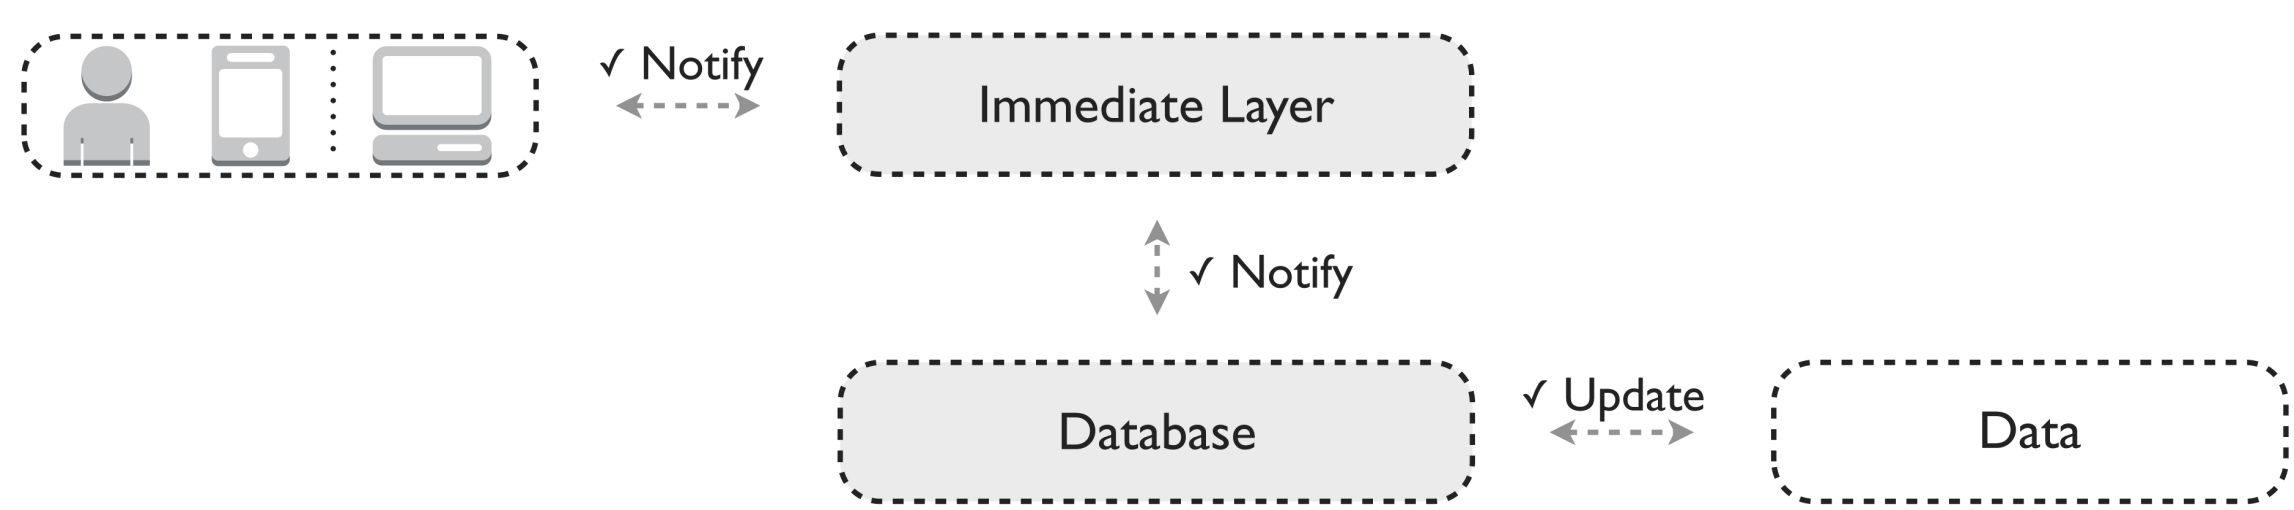 ✓ Notify
Immediate Layer
✓ Notify
✓ Update
Database
Data